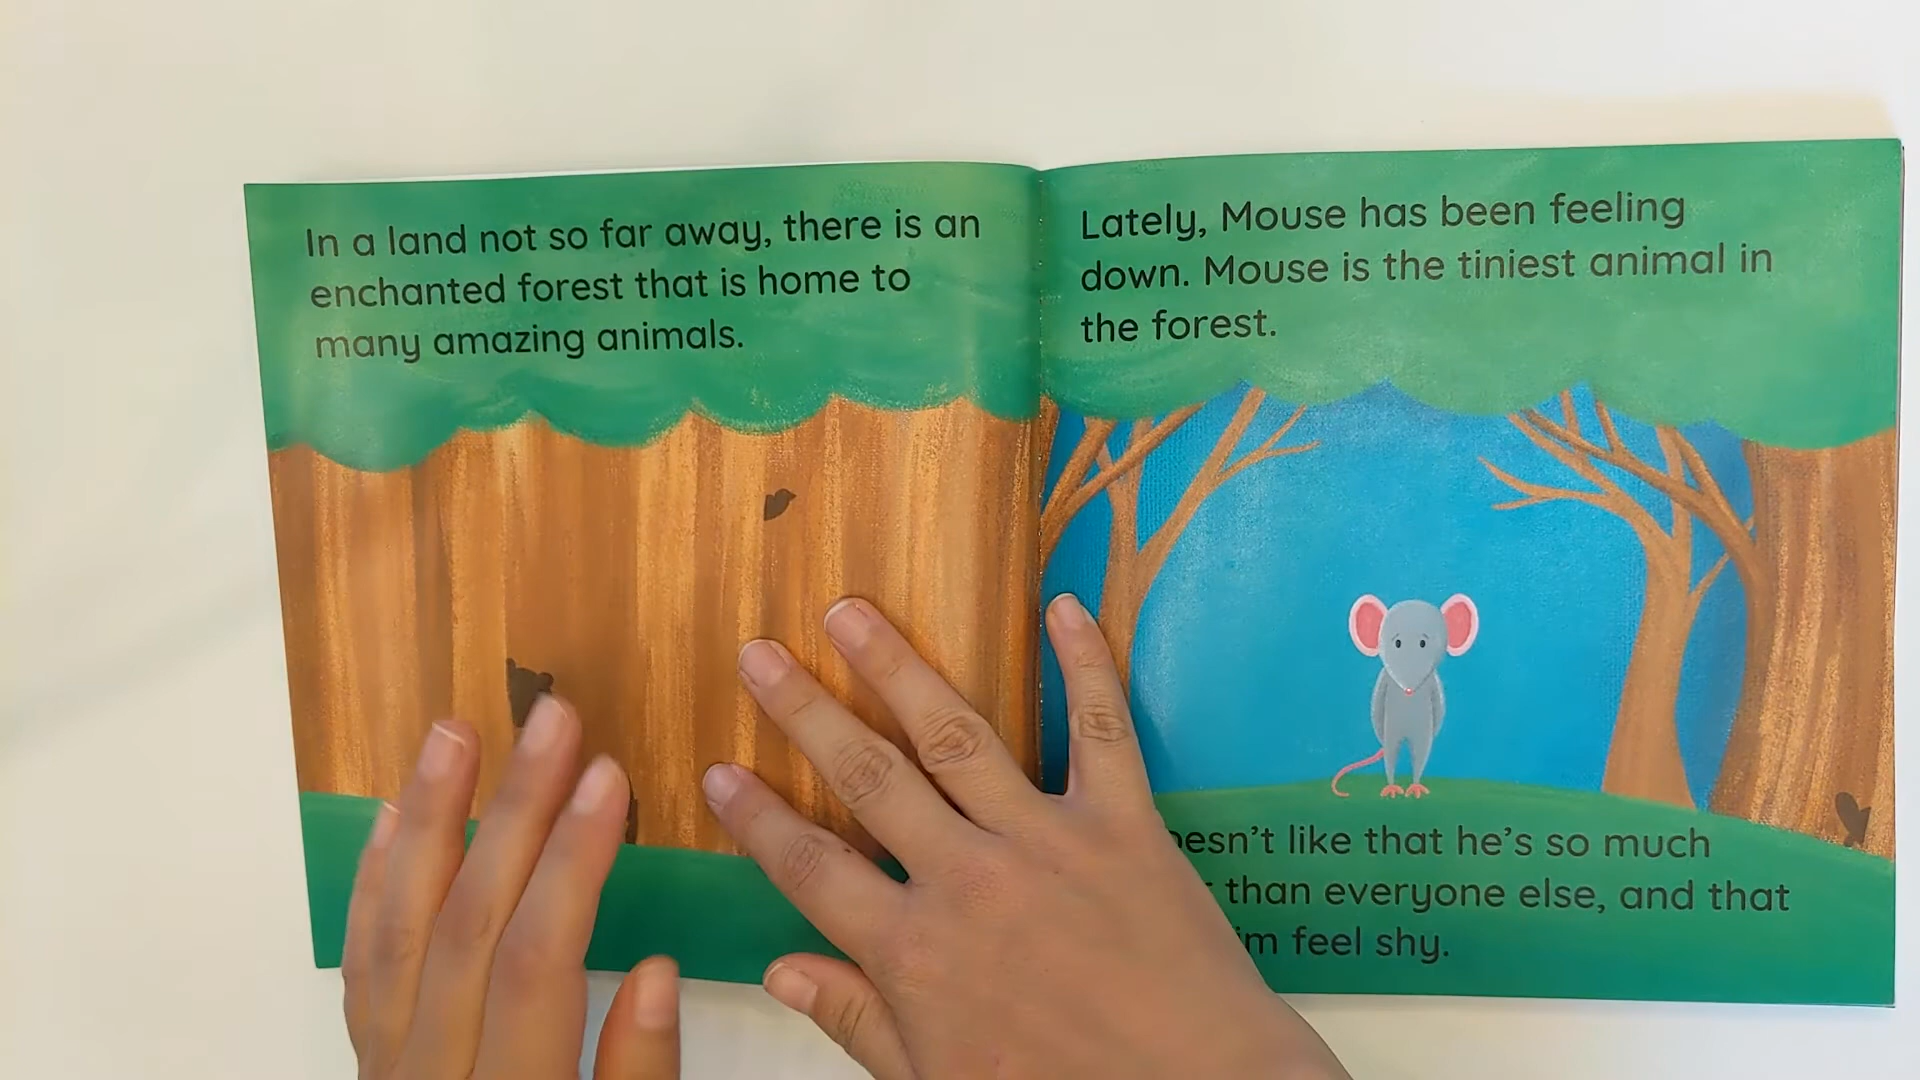 In a land not so far away, there is an
enchanted forest that is home to
many amazing animals.
Lately, Mouse has been feeling
down. Mouse is the tiniest animal in
the forest.
like that he's so much
than everyone else, and that
feel shy.